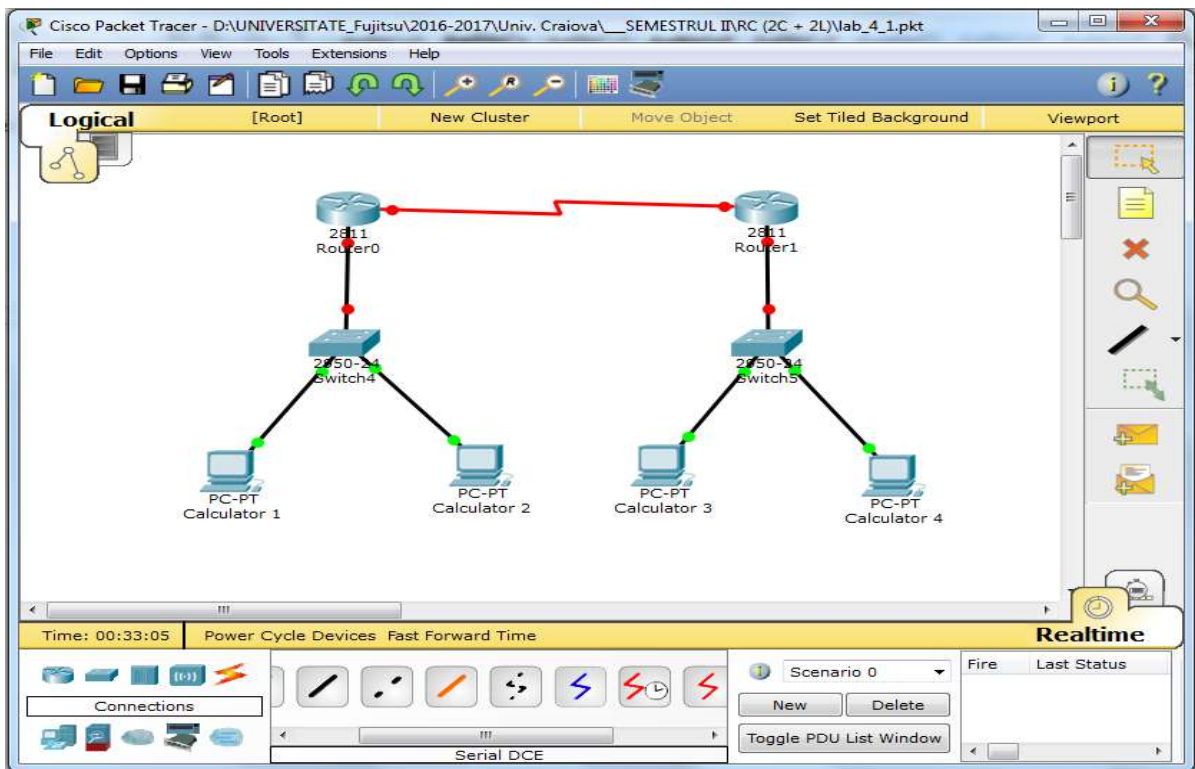 Cisco Packet Tracer - D:\UNIVERSITATE_Fujitsu\2016-2017\Univ. Craiova\__SEMESTRUL II\RC (2C + 2L)\lab_4_1.pkt
File Edit Options View Tools Extensions Help
Logical [Root] New Cluster Move Object Set Tiled Background Viewport
2811
Router0
2811
Router1
2950-24
Switch4
2950-24
Switch5
PC-PT
Calculator 1
PC-PT
Calculator 2
PC-PT
Calculator 3
PC-PT
Calculator 4
Time: 00:33:05 Power Cycle Devices Fast Forward Time Realtime
Connections
Serial DCE
Scenario 0
New Delete
Toggle PDU List Window
Fire Last Status